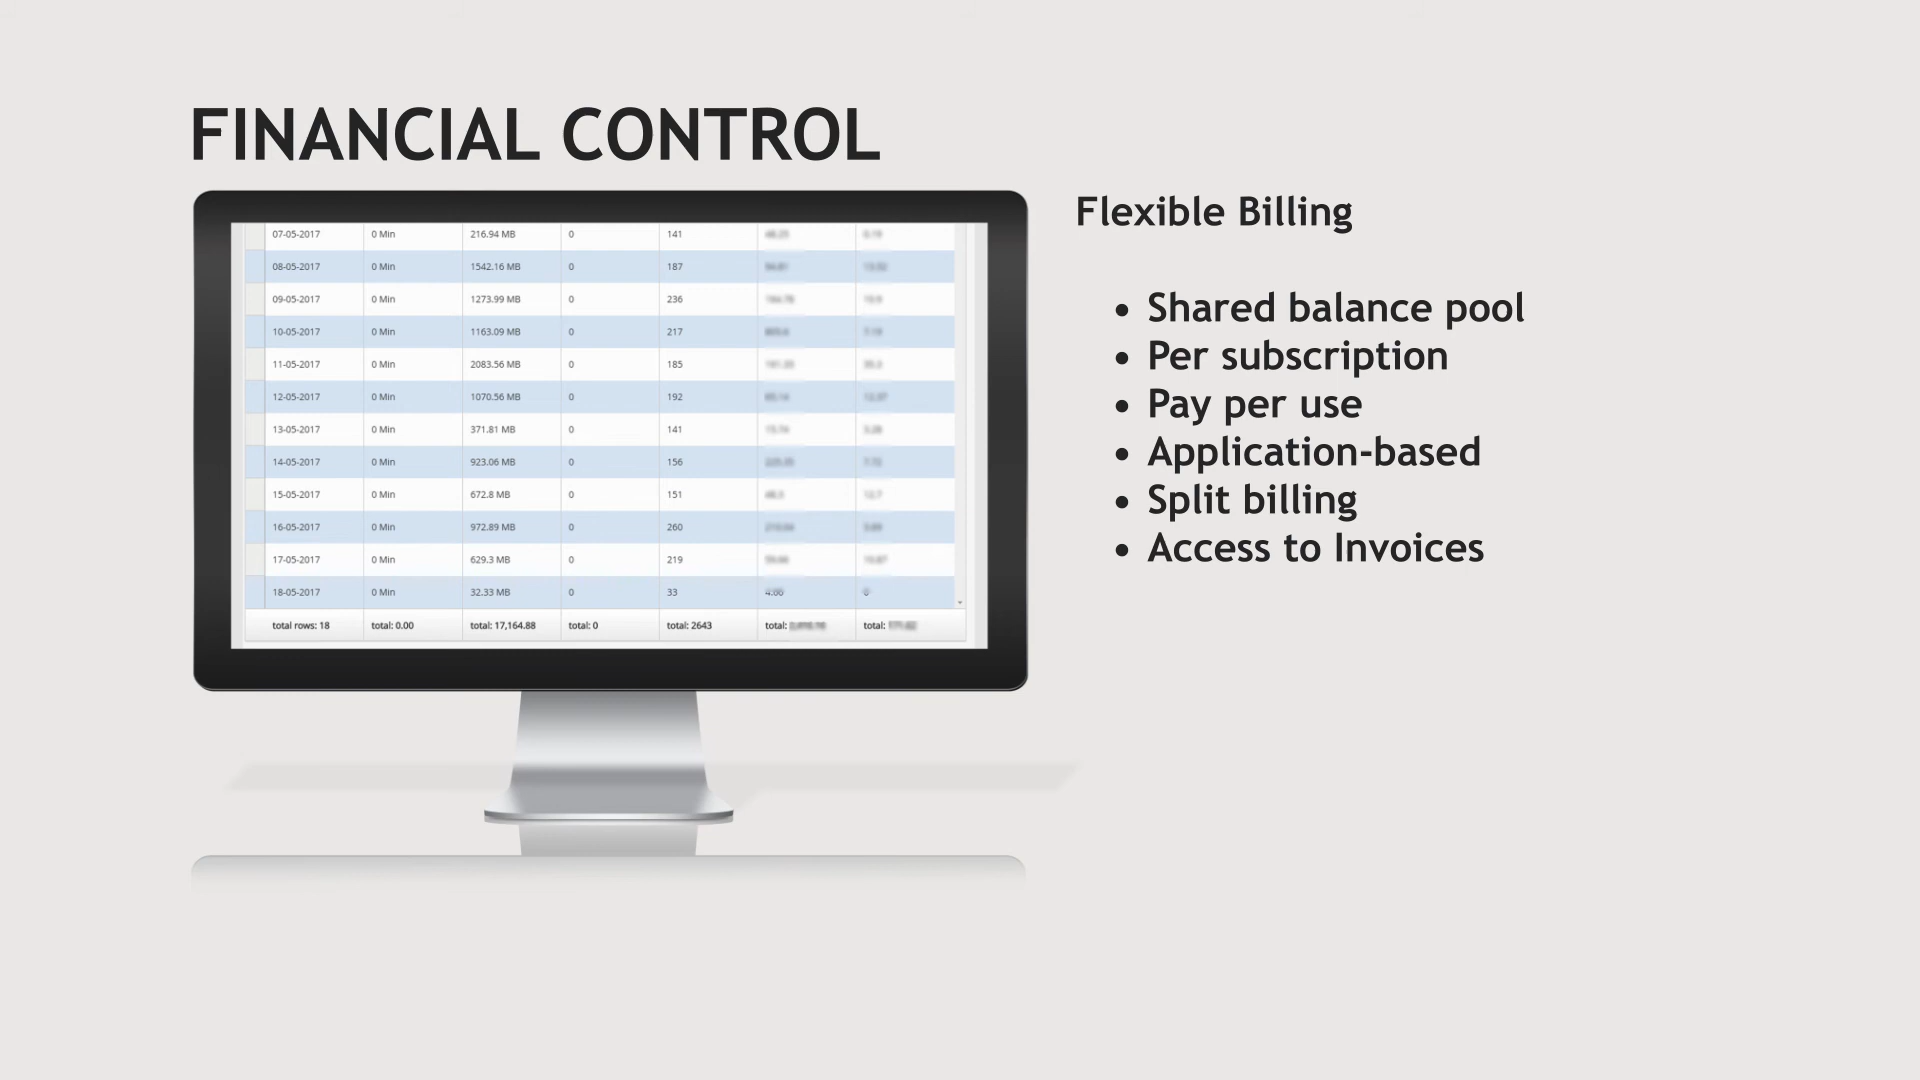 FINANCIAL CONTROL
07-05-2017 0 Min 216.94 MB 0 141
08-05-2017 0 Min 1542.16 MB 0 187
09-05-2017 0 Min 1273.99 MB 0 236
10-05-2017 0 Min 1163.09 MB 0 217
11-05-2017 0 Min 2083.56 MB 0 185
12-05-2017 0 Min 1070.56 MB 0 192
13-05-2017 0 Min 371.81 MB 0 141
14-05-2017 0 Min 923.06 MB 0 156
15-05-2017 0 Min 672.8 MB 0 151
16-05-2017 0 Min 972.89 MB 0 260
17-05-2017 0 Min 629.3 MB 0 219
18-05-2017 0 Min 32.33 MB 0 33
total rows: 18 total: 0.00 total: 17,164.88 total: 0 total: 2643 total: total:
Flexible Billing
• Shared balance pool
• Per subscription
• Pay per use
• Application-based
• Split billing
• Access to Invoices